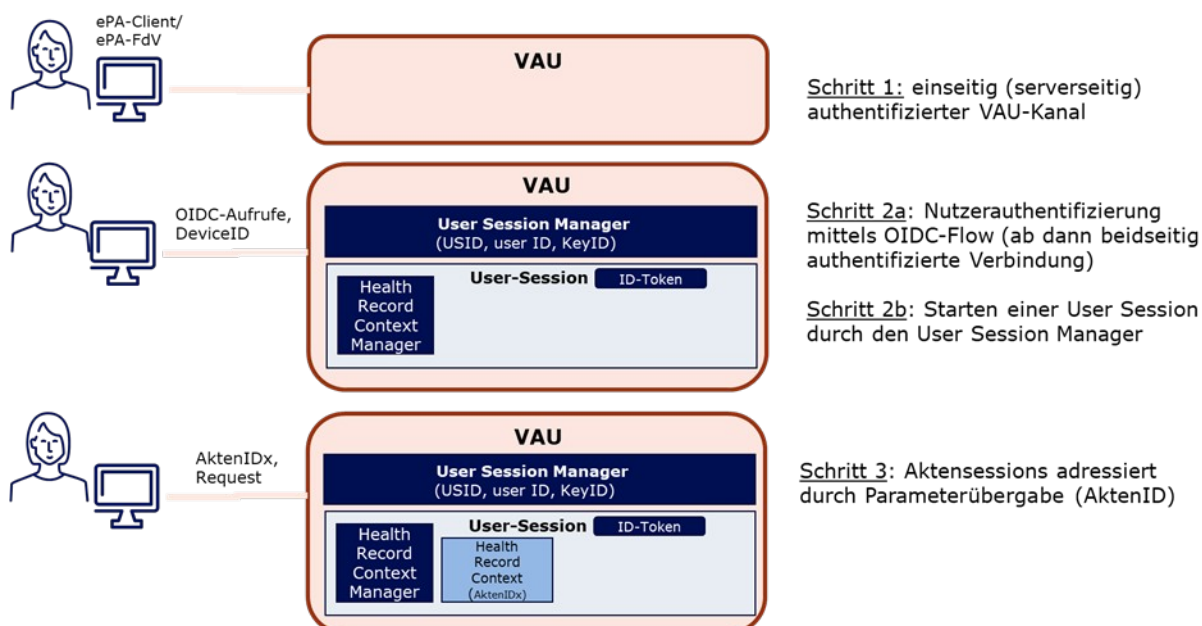 ePA-Client/
ePA-FdV
VAU
Schritt 1: einseitig (serverseitig)
authentifizierter VAU-Kanal
VAU
OIDC-Aufrufe,
DeviceID
User Session Manager
(USID, user ID, KeyID)
User-Session
ID-Token
Health
Record
Context
Manager
Schritt 2a: Nutzerauthentifizierung
mittels OIDC-Flow (ab dann beidseitig
authentifizierte Verbindung)
Schritt 2b: Starten einer User Session
durch den User Session Manager
VAU
AktenIDx,
Request
User Session Manager
(USID, user ID, KeyID)
User-Session
ID-Token
Health
Record
Context
Manager
Health
Record
Context
(AktenIDx)
Schritt 3: Aktensessions adressiert
durch Parameterübergabe (AktenID)